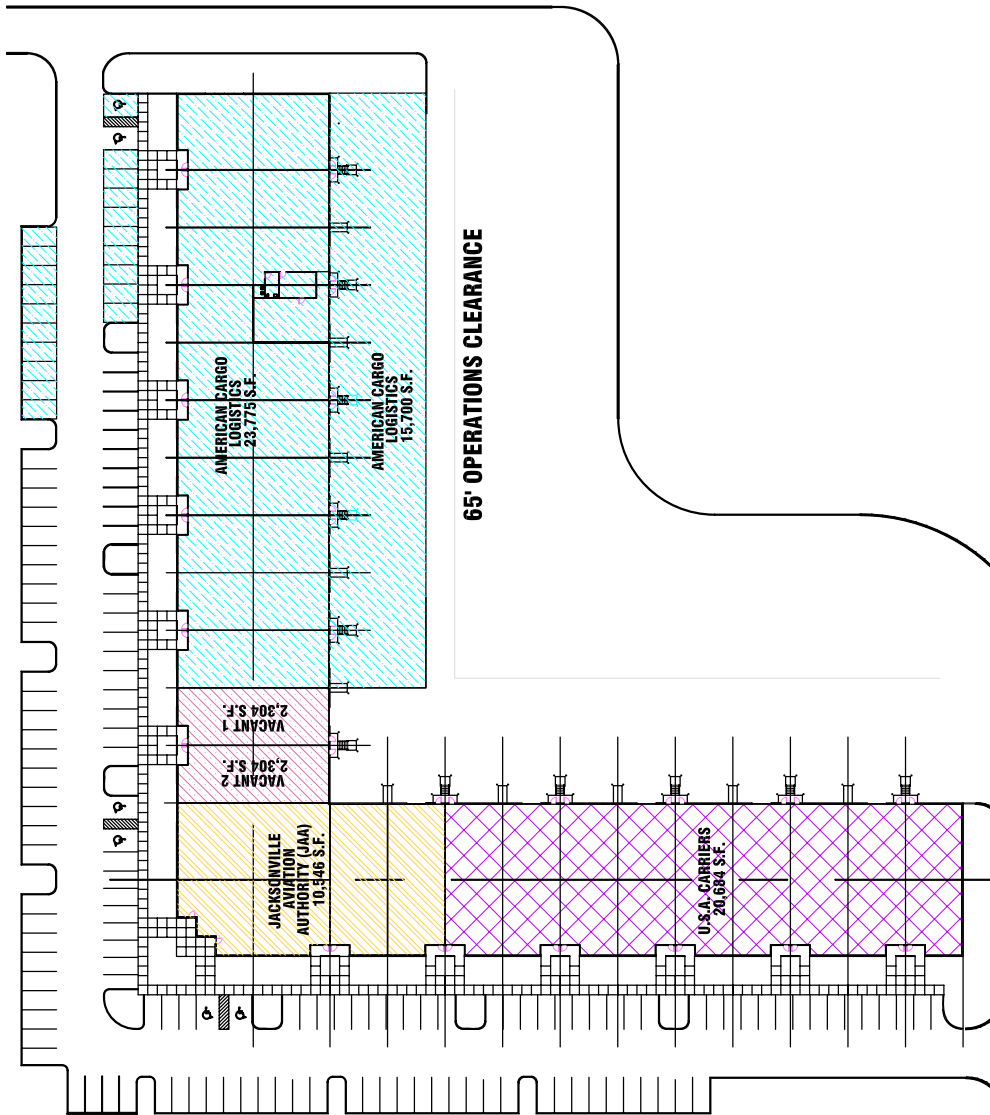 AMERICAN CARGO
LOGISTICS
23,775 S.F.
AMERICAN CARGO
LOGISTICS
15,700 S.F.
65' OPERATIONS CLEARANCE
VACANT 1
2,304 S.F.
VACANT 2
2,304 S.F.
JACKSONVILLE
AVIATION
AUTHORITY (JAA)
10,546 S.F.
U.S.A. CARRIERS
20,684 S.F.